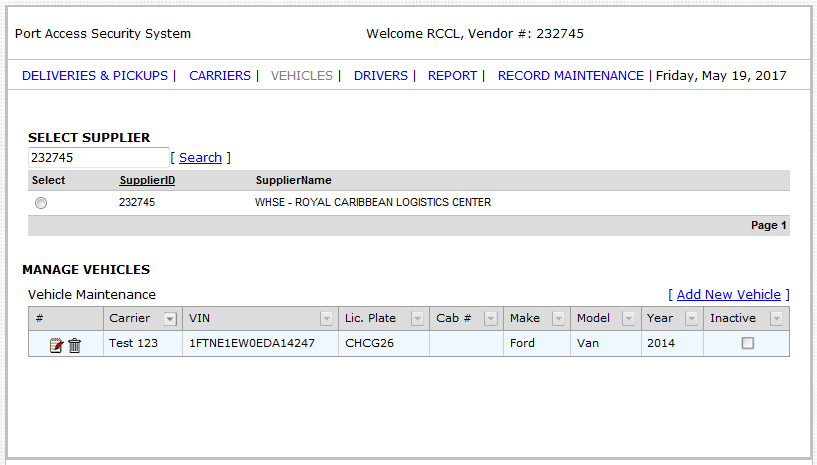 Port Access Security System Welcome RCCL, Vendor #: 232745
DELIVERIES & PICKUPS | CARRIERS | VEHICLES | DRIVERS | REPORT | RECORD MAINTENANCE | Friday, May 19, 2017
SELECT SUPPLIER
232745 [ Search ]
Select SupplierID SupplierName
232745 WHSE - ROYAL CARIBBEAN LOGISTICS CENTER
Page 1
MANAGE VEHICLES
Vehicle Maintenance [ Add New Vehicle ]
# Carrier VIN Lic. Plate Cab # Make Model Year Inactive
Test 123 1FTNE1EW0EDA14247 CHCG26 Ford Van 2014